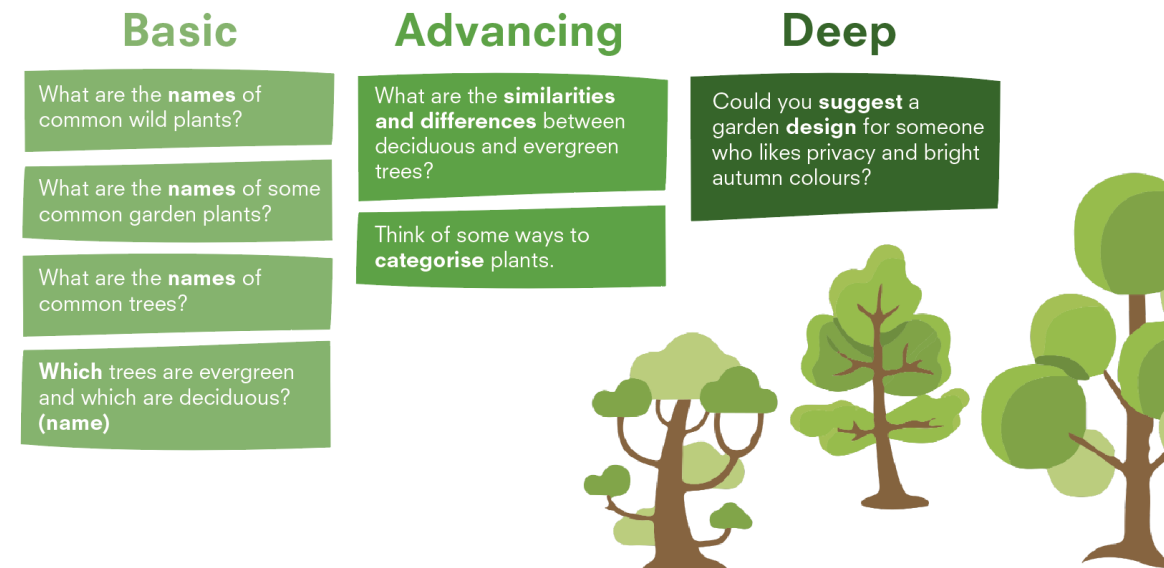 Basic
What are the names of
common wild plants?
What are the names of some
common garden plants?
What are the names of
common trees?
Which trees are evergreen
and which are deciduous?
(name)
Advancing
What are the similarities
and differences between
deciduous and evergreen
trees?
Think of some ways to
categorise plants.
Deep
Could you suggest a
garden design for someone
who likes privacy and bright
autumn colours?